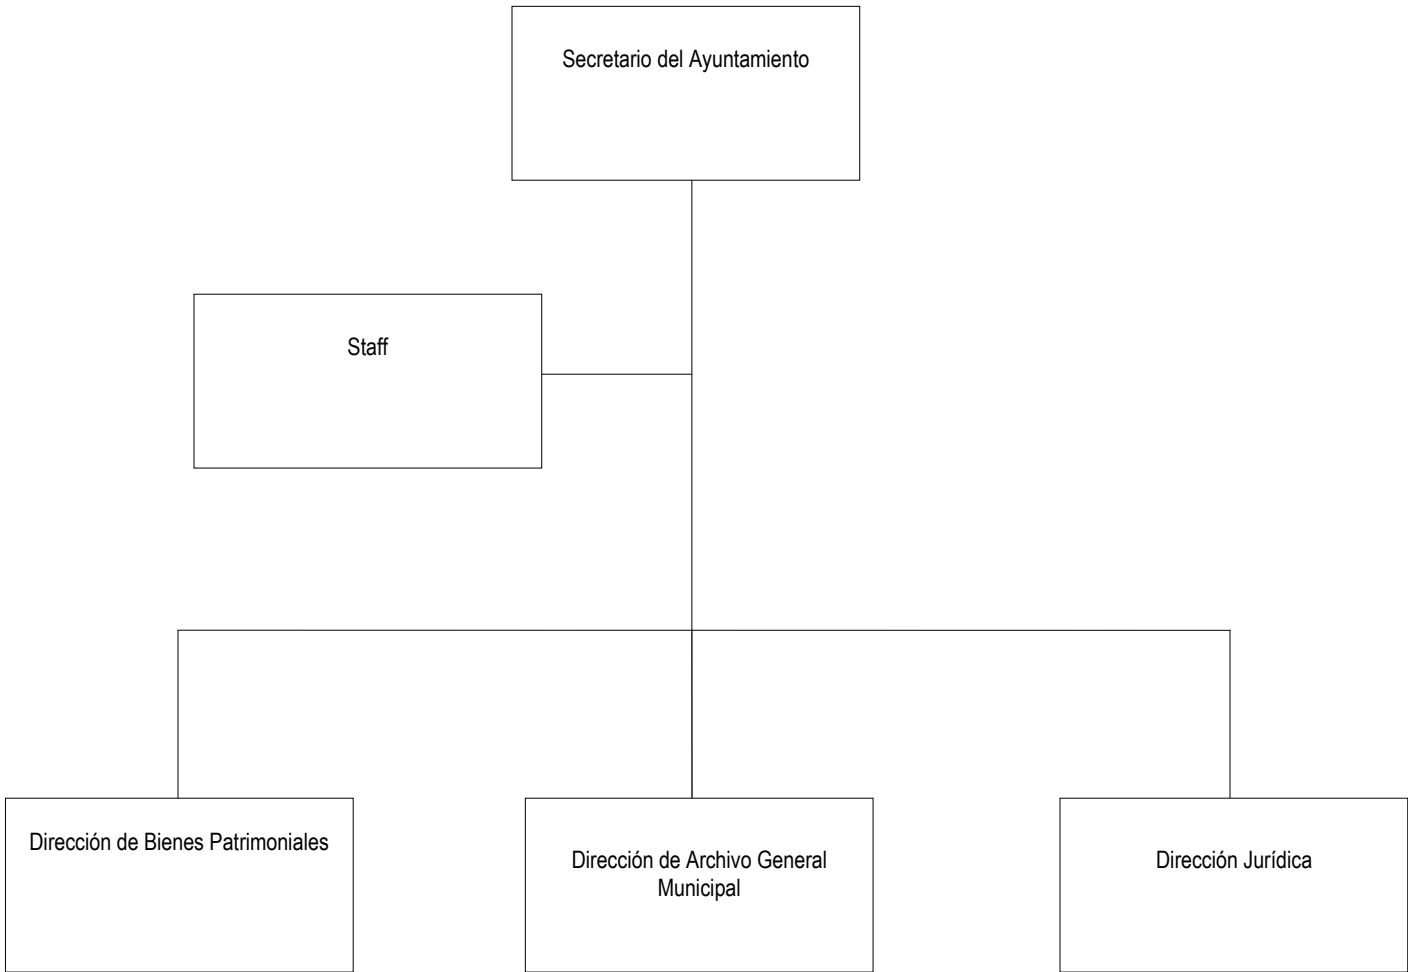 Secretario del Ayuntamiento
Staff
Dirección de Bienes Patrimoniales
Dirección de Archivo General
Municipal
Dirección Jurídica